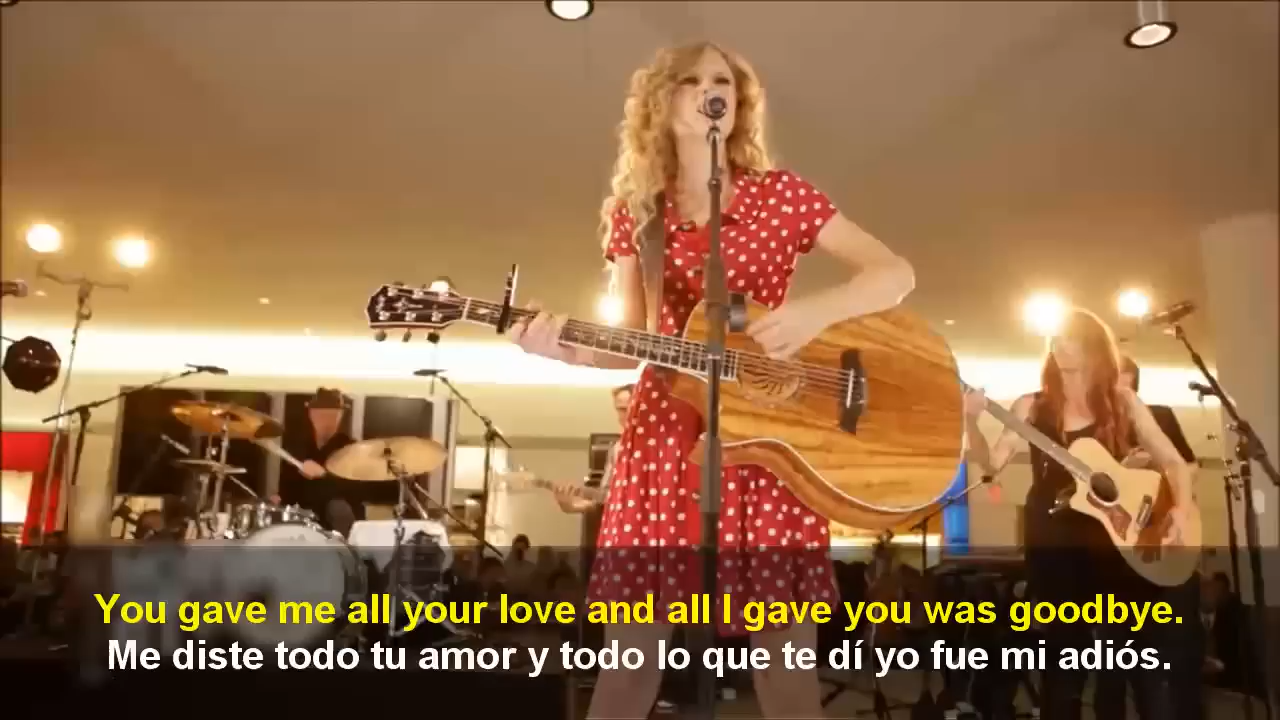 You gave me all your love and all I gave you was goodbye.
Me diste todo tu amor y todo lo que te dí yo fue mi adiós.